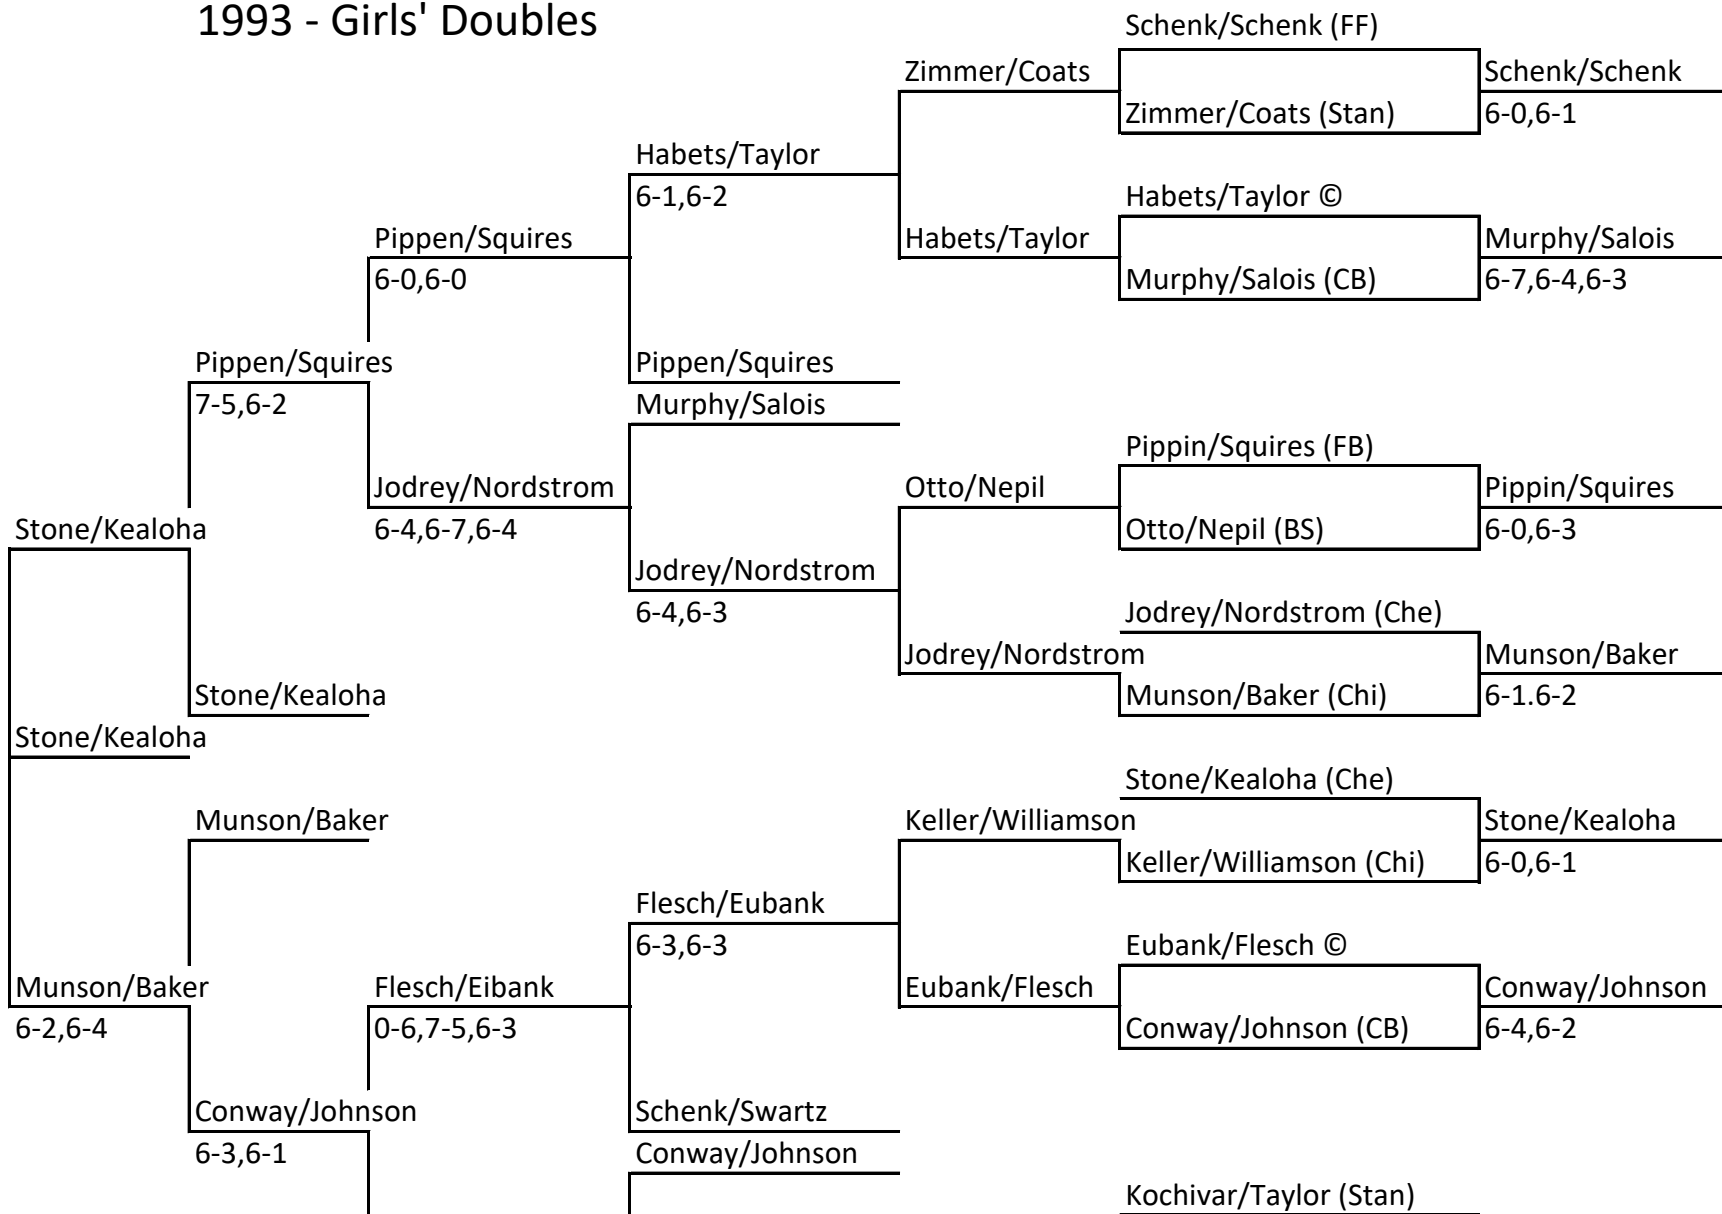 1993 - Girls' Doubles
Schenk/Schenk (FF)
Zimmer/Coats
Schenk/Schenk
Zimmer/Coats (Stan)
6-0,6-1
Habets/Taylor
6-1,6-2
Habets/Taylor ©
Pippen/Squires
Habets/Taylor
Murphy/Salois
6-0,6-0
Murphy/Salois (CB)
6-7,6-4,6-3
Pippen/Squires
Pippen/Squires
7-5,6-2
Murphy/Salois
Pippin/Squires (FB)
Jodrey/Nordstrom
Otto/Nepil
Pippin/Squires
Stone/Kealoha
6-4,6-7,6-4
Otto/Nepil (BS)
6-0,6-3
Jodrey/Nordstrom
6-4,6-3
Jodrey/Nordstrom (Che)
Jodrey/Nordstrom
Munson/Baker
Stone/Kealoha
Munson/Baker (Chi)
6-1.6-2
Stone/Kealoha
Stone/Kealoha (Che)
Munson/Baker
Keller/Williamson
Stone/Kealoha
Keller/Williamson (Chi)
6-0,6-1
Flesch/Eubank
6-3,6-3
Eubank/Flesch ©
Munson/Baker
Flesch/Eibank
Eubank/Flesch
Conway/Johnson
6-2,6-4
0-6,7-5,6-3
Conway/Johnson (CB)
6-4,6-2
Conway/Johnson
Schenk/Swartz
6-3,6-1
Conway/Johnson
Kochivar/Taylor (Stan)